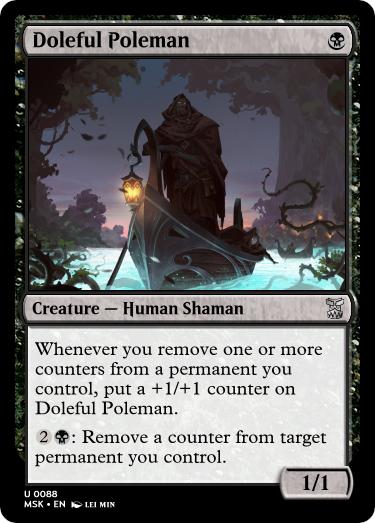 Doleful Poleman
Creature — Human Shaman
Whenever you remove one or more
counters from a permanent you
control, put a +1/+1 counter on
Doleful Poleman.
2 : Remove a counter from target
permanent you control.
1/1
U 0088
MSK • EN LEI MIN